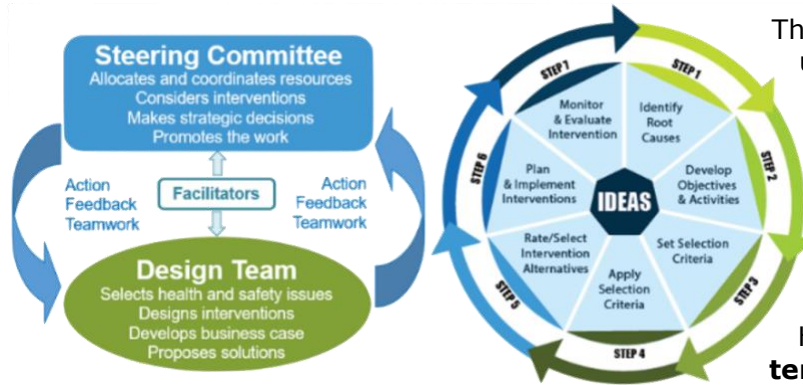 Steering Committee
Allocates and coordinates resources
Considers interventions
Makes strategic decisions
Promotes the work
Action
Feedback
Teamwork
Facilitators
Action
Feedback
Teamwork
Design Team
Selects health and safety issues
Designs interventions
Develops business case
Proposes solutions
IDEAS
STEP 1
Identify
Root
Causes
STEP 2
Develop
Objectives
& Activities
STEP 3
Set Selection
Criteria
STEP 4
Apply
Selection
Criteria
STEP 5
Rate/Select
Intervention
Alternatives
STEP 6
Plan
& Implement
Interventions
STEP 7
Monitor
& Evaluate
Intervention
Th